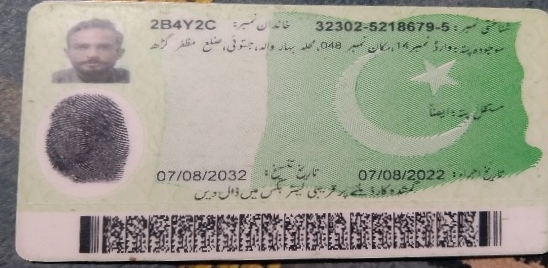 شناختی نمبر: 32302-5218679-5 خاندان نمبر: 2B4Y2C
موجودہ پتہ: وارڈ نمبر 14، مکان نمبر 048، محلہ بہار والہ، جتوئی، ضلع مظفر گڑھ
مستقل پتہ: ایضاً
تاریخ اجراء: 07/08/2022 تاریخ تنسیخ: 07/08/2032
گمشدہ کارڈ ملنے پر قریبی لیٹر بکس میں ڈال دیں